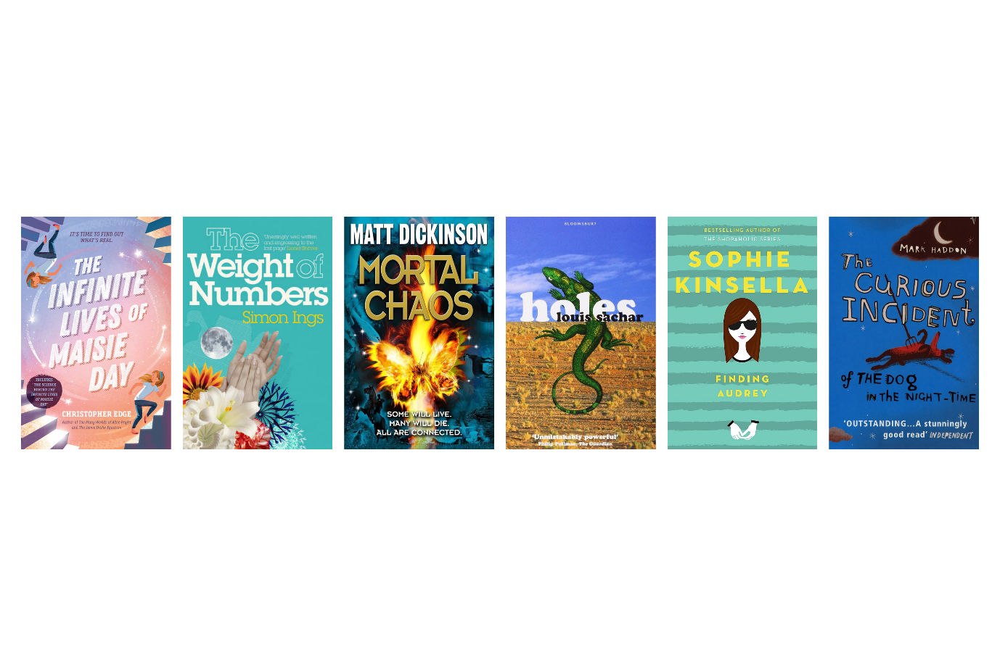 IT'S TIME TO FIND OUT
WHAT'S REAL.
THE
INFINITE
LIVES OF
MAISIE
DAY
INCLUDES
'THE SCIENCE
BEHIND THE
INFINITE LIVES
OF MAISIE
DAY'
CHRISTOPHER EDGE
Author of The Many Worlds of Albie Bright
and The Jamie Drake Equation
The
Weight of
Numbers
'Unerringly well written
and engrossing to the
last page' Lionel Shriver
Simon Ings
MATT DICKINSON
MORTAL
CHAOS
SOME WILL LIVE.
MANY WILL DIE.
ALL ARE CONNECTED.
BLOOMSBURY
holes
louis sachar
'Unmistakably powerful'
Philip Pullman, The Guardian
BESTSELLING AUTHOR OF
THE SHOPAHOLIC SERIES
SOPHIE
KINSELLA
FINDING
AUDREY
MARK HADDON
The
CURIOUS
INCIDENT
of THE DOg
IN THE NIGHT-TIME
'OUTSTANDING...A stunningly
good read' INDEPENDENT